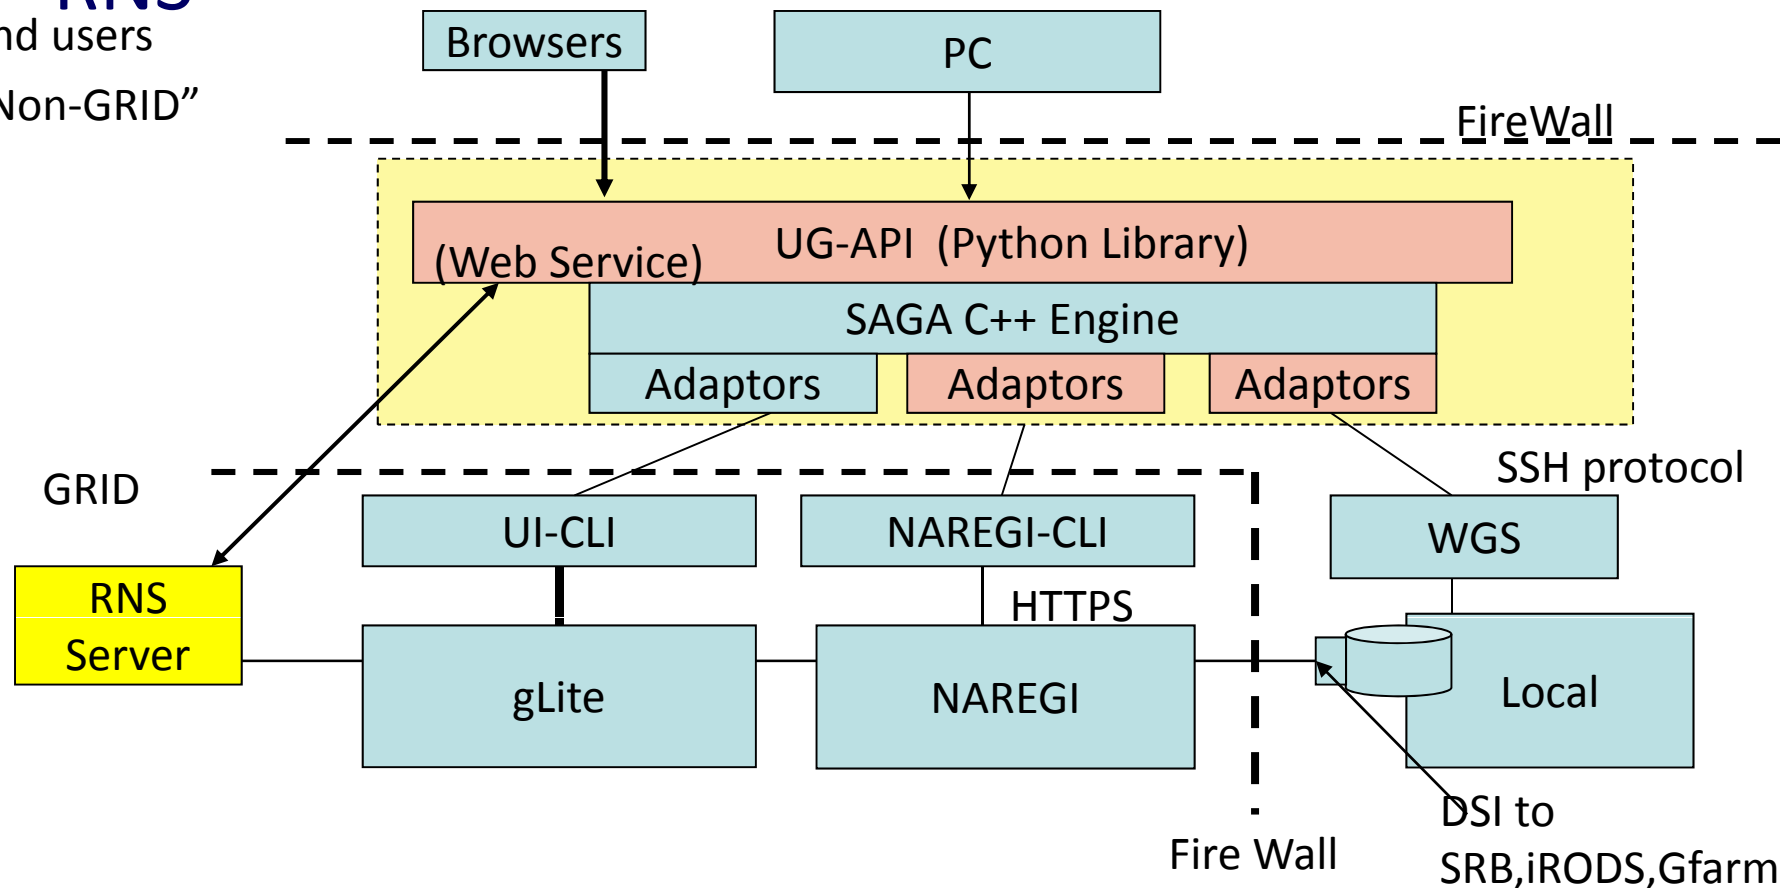 RNS
nd users
Non-GRID”
Browsers
PC
FireWall
UG-API (Python Library)
(Web Service)
SAGA C++ Engine
Adaptors
Adaptors
Adaptors
GRID
SSH protocol
UI-CLI
NAREGI-CLI
WGS
RNS
Server
HTTPS
gLite
NAREGI
Local
DSI to
SRB,iRODS,Gfarm
Fire Wall